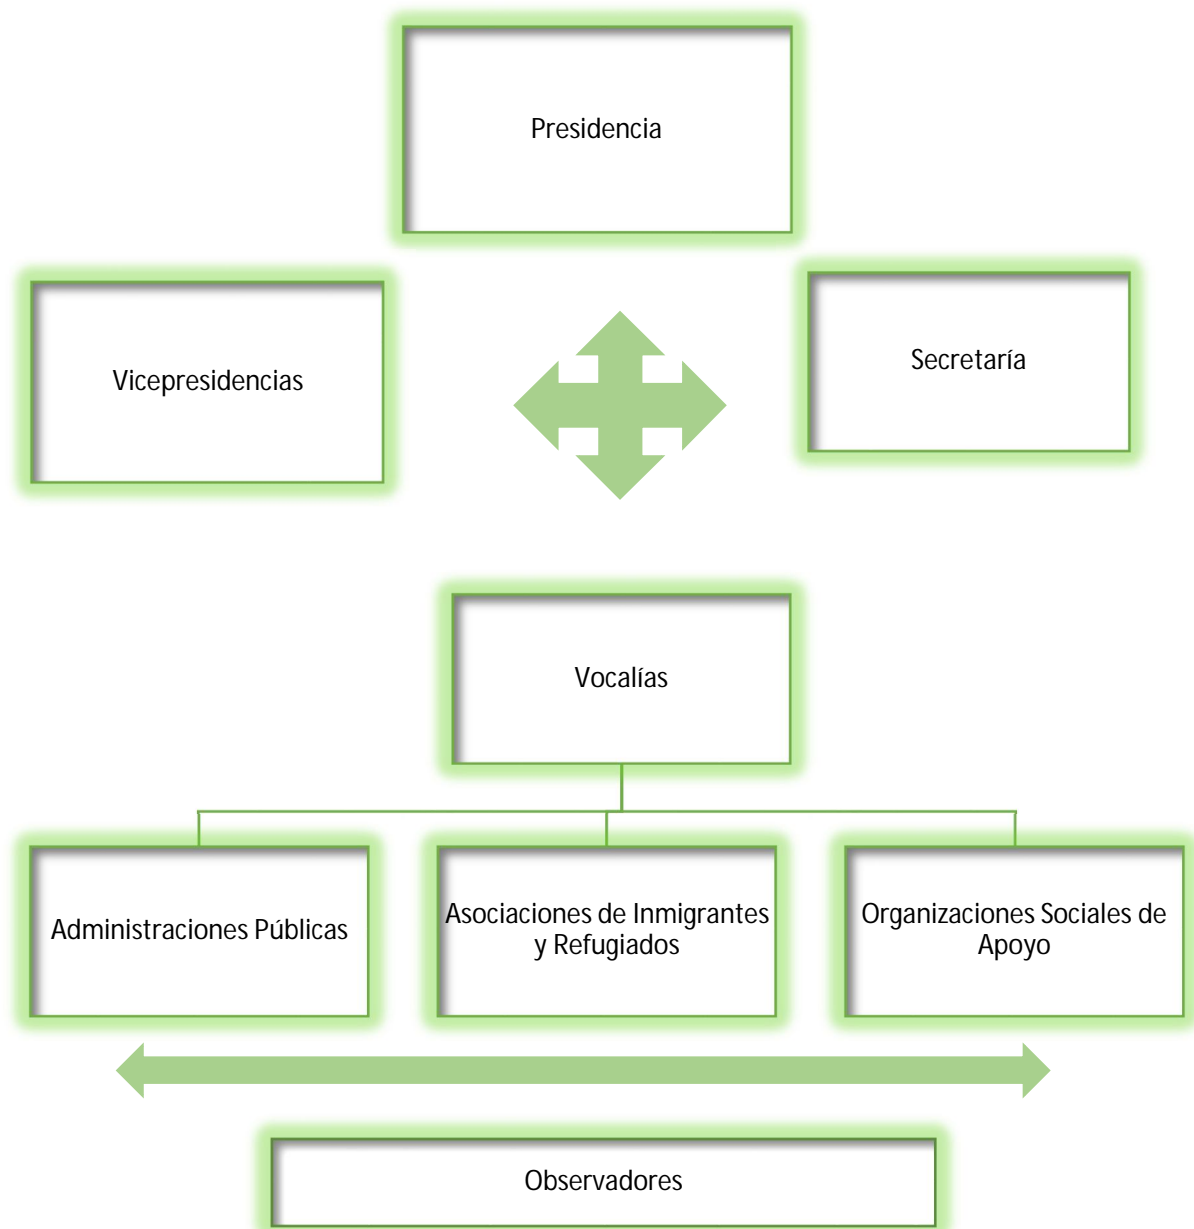 Presidencia
Vicepresidencias
Secretaría
Vocalías
Administraciones Públicas
Asociaciones de Inmigrantes
y Refugiados
Organizaciones Sociales de
Apoyo
Observadores